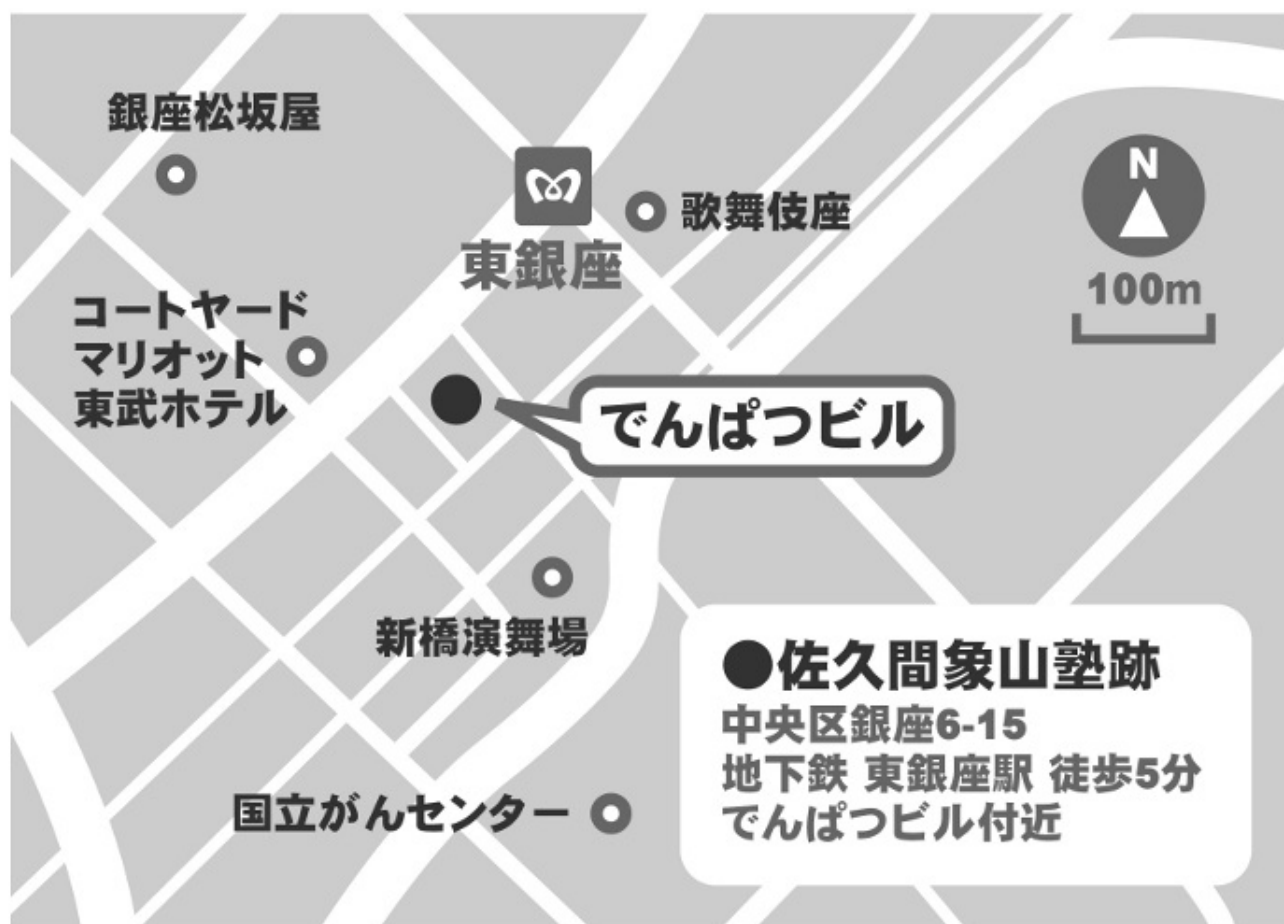 銀座松坂屋
歌舞伎座
東銀座
N
100m
コートヤード
マリオット
東武ホテル
でんぱつビル
新橋演舞場
●佐久間象山塾跡
中央区銀座6-15
地下鉄 東銀座駅 徒歩5分
でんぱつビル付近
国立がんセンター